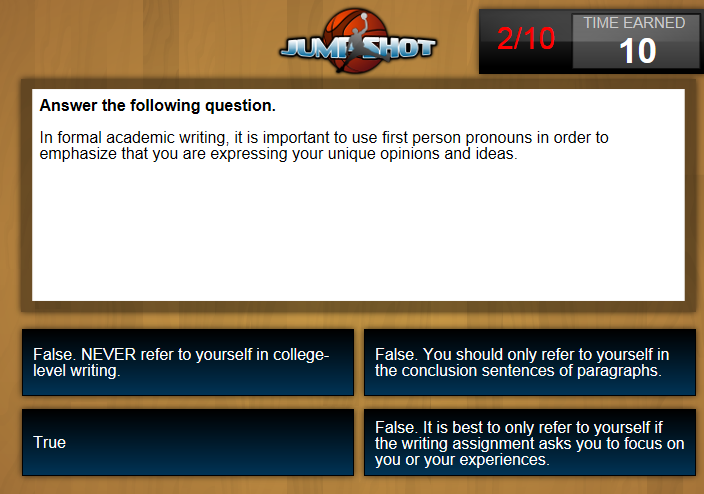 JUMP SHOT
2/10
TIME EARNED
10
Answer the following question.
In formal academic writing, it is important to use first person pronouns in order to
emphasize that you are expressing your unique opinions and ideas.
False. NEVER refer to yourself in college-
level writing.
False. You should only refer to yourself in
the conclusion sentences of paragraphs.
True
False. It is best to only refer to yourself if
the writing assignment asks you to focus on
you or your experiences.